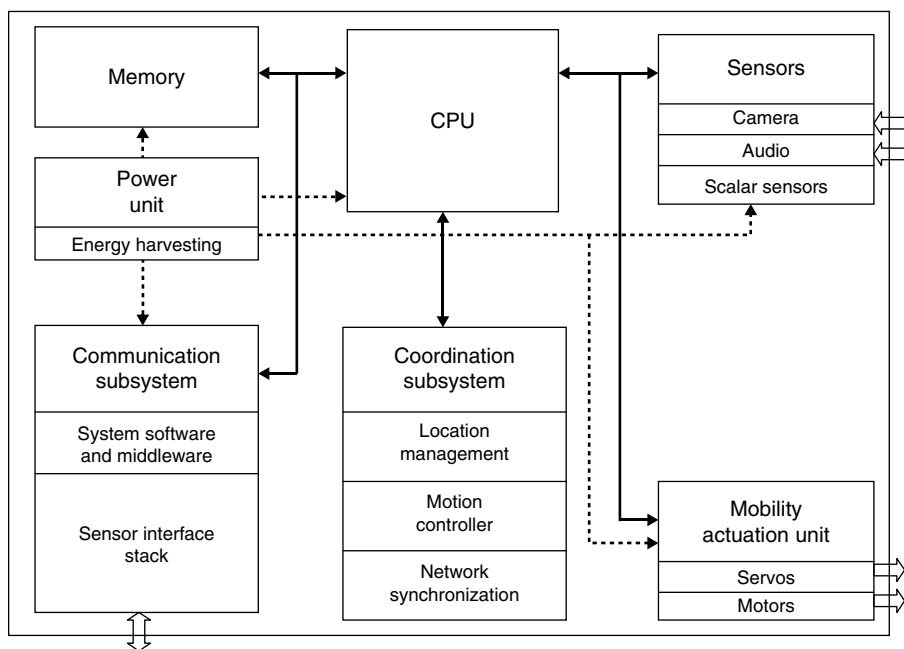 Memory
CPU
Sensors
Camera
Audio
Scalar sensors
Power
unit
Energy harvesting
Communication
subsystem
System software
and middleware
Sensor interface
stack
Coordination
subsystem
Location
management
Motion
controller
Network
synchronization
Mobility
actuation unit
Servos
Motors